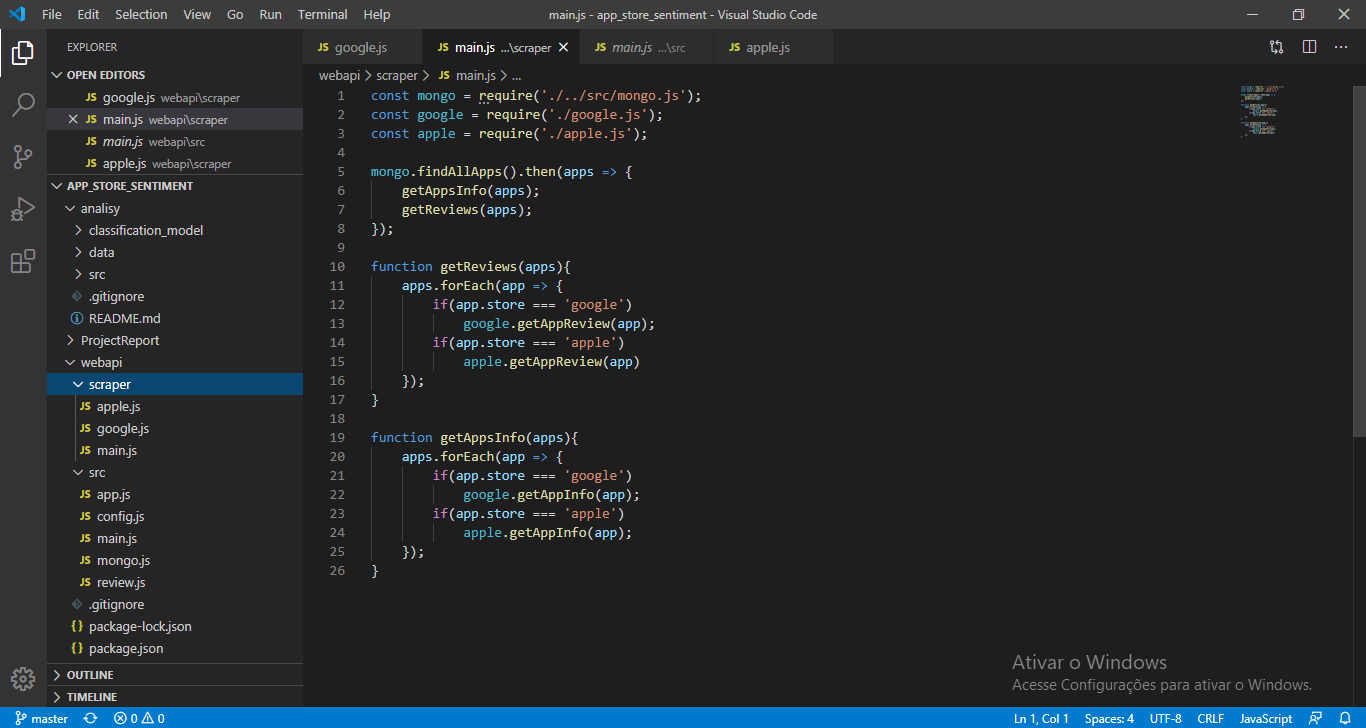 File Edit Selection View Go Run Terminal Help
main.js - app_store_sentiment - Visual Studio Code
EXPLORER
OPEN EDITORS
JS google.js webapi\scraper
JS main.js webapi\scraper
JS main.js webapi\src
JS apple.js webapi\scraper
APP_STORE_SENTIMENT
analisy
classification_model
data
src
.gitignore
README.md
ProjectReport
webapi
scraper
JS apple.js
JS google.js
JS main.js
src
JS app.js
JS config.js
JS main.js
JS mongo.js
JS review.js
.gitignore
{} package-lock.json
{} package.json
OUTLINE
TIMELINE
JS google.js
JS main.js ...\scraper
JS main.js ...\src
JS apple.js
webapi > scraper > JS main.js > ...
1 const mongo = require('./../src/mongo.js');
2 const google = require('./google.js');
3 const apple = require('./apple.js');
4
5 mongo.findAllApps().then(apps => {
6 getAppsInfo(apps);
7 getReviews(apps);
8 });
9
10 function getReviews(apps){
11 apps.forEach(app => {
12 if(app.store === 'google')
13 google.getAppReview(app);
14 if(app.store === 'apple')
15 apple.getAppReview(app)
16 });
17 }
18
19 function getAppsInfo(apps){
20 apps.forEach(app => {
21 if(app.store === 'google')
22 google.getAppInfo(app);
23 if(app.store === 'apple')
24 apple.getAppInfo(app);
25 });
26 }
Ativar o Windows
Acesse Configurações para ativar o Windows.
master
0 0
Ln 1, Col 1 Spaces: 4 UTF-8 CRLF JavaScript